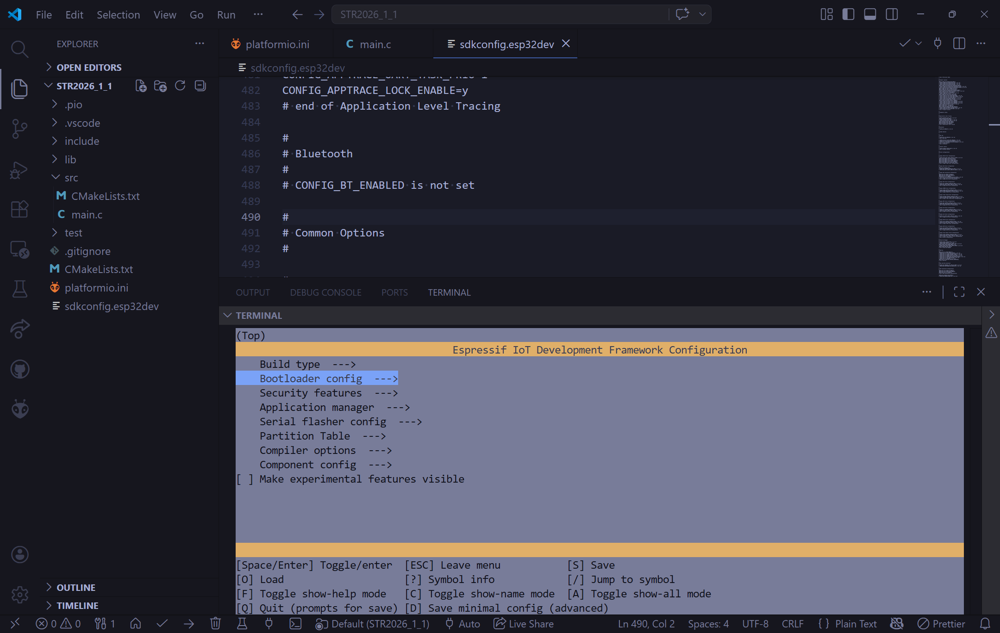 File Edit Selection View Go Run ···
STR2026_1_1
EXPLORER
OPEN EDITORS
STR2026_1_1
.pio
.vscode
include
lib
src
CMakeLists.txt
main.c
test
.gitignore
CMakeLists.txt
platformio.ini
sdkconfig.esp32dev
OUTLINE
TIMELINE
platformio.ini
main.c
sdkconfig.esp32dev
sdkconfig.esp32dev
482 CONFIG_APPTRACE_LOCK_ENABLE=y
483 # end of Application Level Tracing
484
485 #
486 # Bluetooth
487 #
488 # CONFIG_BT_ENABLED is not set
489
490 #
491 # Common Options
492 #
493
OUTPUT DEBUG CONSOLE PORTS TERMINAL
TERMINAL
(Top)
Espressif IoT Development Framework Configuration
Build type --->
Bootloader config --->
Security features --->
Application manager --->
Serial flasher config --->
Partition Table --->
Compiler options --->
Component config --->
[ ] Make experimental features visible
[Space/Enter] Toggle/enter [ESC] Leave menu [S] Save
[O] Load [?] Symbol info [/] Jump to symbol
[F] Toggle show-help mode [C] Toggle show-name mode [A] Toggle show-all mode
[Q] Quit (prompts for save) [D] Save minimal config (advanced)
0 0 1 Default (STR2026_1_1) Auto Live Share Ln 490, Col 2 Spaces: 4 UTF-8 CRLF { } Plain Text Prettier